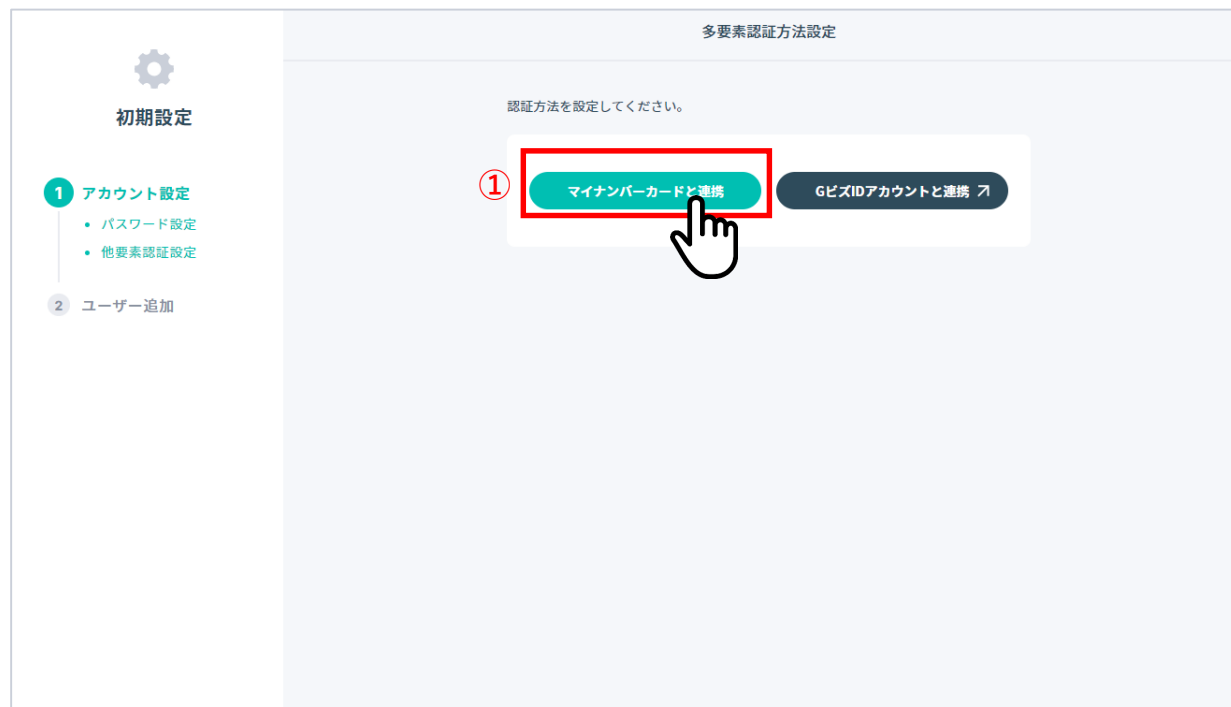 多要素認証方法設定
初期設定
認証方法を設定してください。
①
マイナンバーカードと連携
GビズIDアカウントと連携
1 アカウント設定
• パスワード設定
• 他要素認証設定
2 ユーザー追加